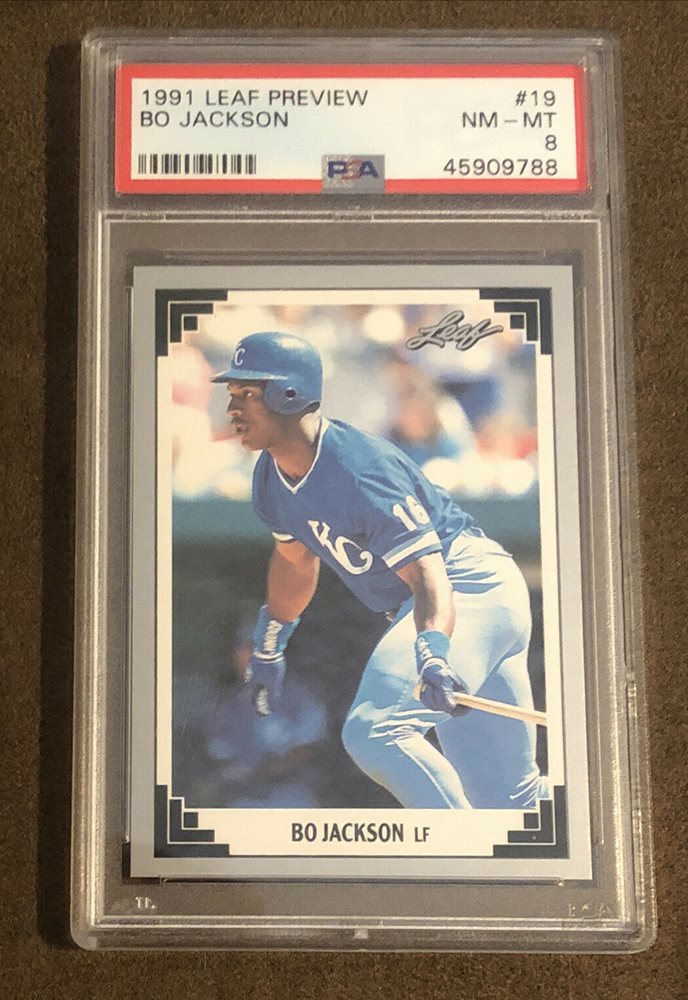 1991 LEAF PREVIEW #19
BO JACKSON NM - MT
8
PSA 45909788
Leaf
C
16
KC
BO JACKSON LF